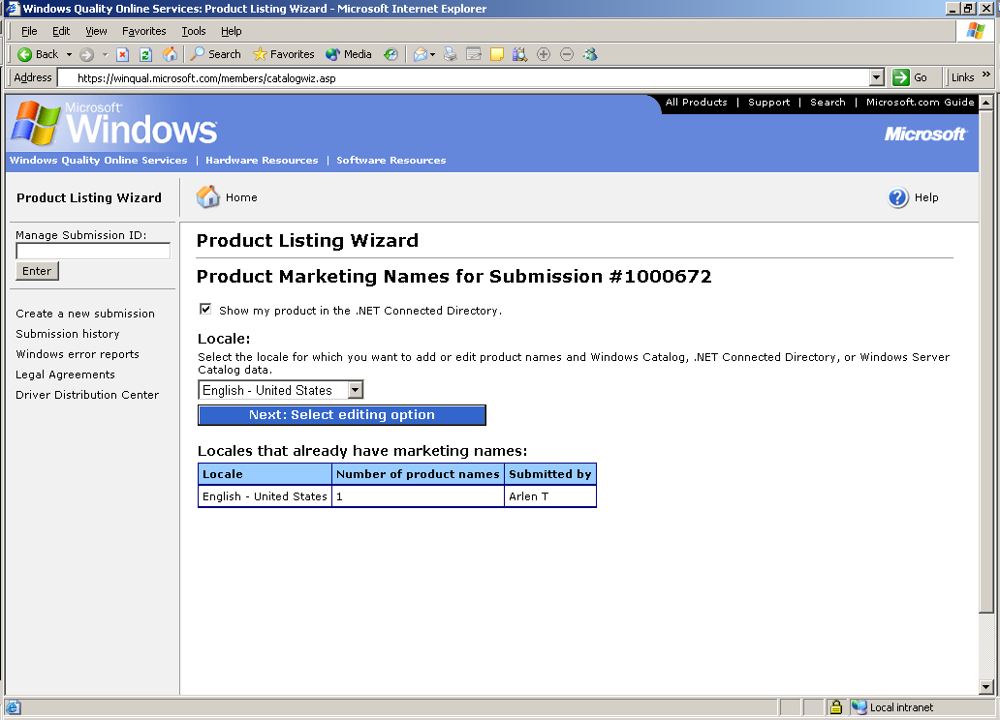 Windows Quality Online Services: Product Listing Wizard - Microsoft Internet Explorer
File Edit View Favorites Tools Help
Back Search Favorites Media
Address https://winqual.microsoft.com/members/catalogwiz.asp Go Links »
All Products | Support | Search | Microsoft.com Guide
Microsoft
Windows
Microsoft
Windows Quality Online Services | Hardware Resources | Software Resources
Product Listing Wizard
Home
Help
Manage Submission ID:
Enter
Create a new submission
Submission history
Windows error reports
Legal Agreements
Driver Distribution Center
Product Listing Wizard
Product Marketing Names for Submission #1000672
Show my product in the .NET Connected Directory.
Locale:
Select the locale for which you want to add or edit product names and Windows Catalog, .NET Connected Directory, or Windows Server
Catalog data.
English - United States
Next: Select editing option
Locales that already have marketing names:
Locale Number of product names Submitted by
English - United States 1 Arlen T
Local intranet